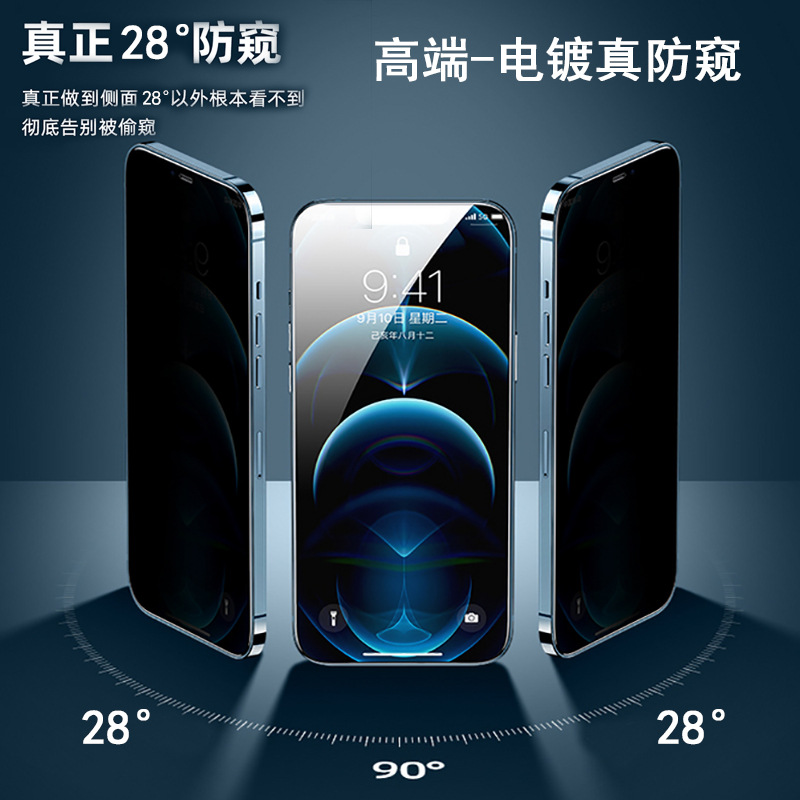 真正28°防窥
高端-电镀真防窥
真正做到侧面28°以外根本看不到
彻底告别被偷窥
5G
9:41
9月10日 星期二
己亥年八月十二
28°
28°
90°